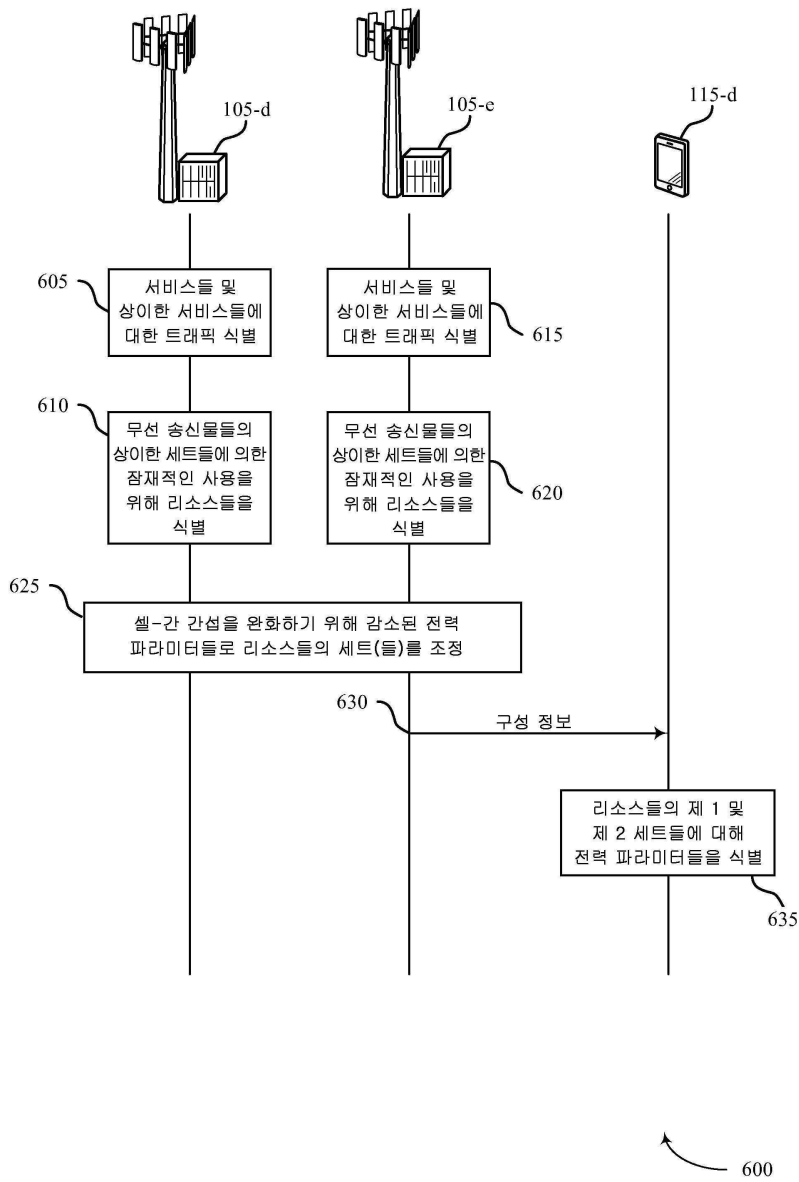 105-d
105-e
115-d
605
서비스들 및
상이한 서비스들에
대한 트래픽 식별
서비스들 및
상이한 서비스들에
대한 트래픽 식별
615
610
무선 송신물들의
상이한 세트들에 의한
잠재적인 사용을
위해 리소스들을
식별
무선 송신물들의
상이한 세트들에 의한
잠재적인 사용을
위해 리소스들을
식별
620
625
셀-간 간섭을 완화하기 위해 감소된 전력
파라미터들로 리소스들의 세트(들)를 조정
630
구성 정보
리소스들의 제 1 및
제 2 세트들에 대해
전력 파라미터들을 식별
635
600